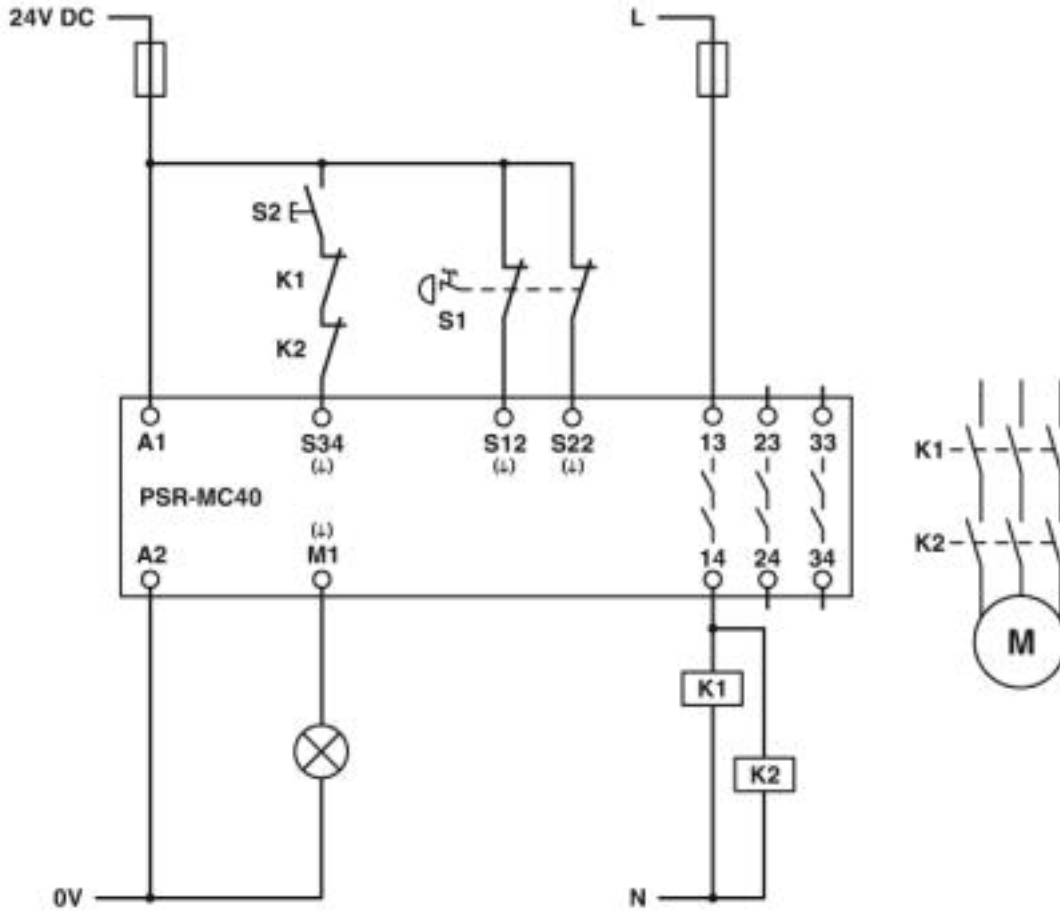 24V DC
L
S2
K1
S1
K2
A1 S34 S12 S22 13 23 33
(⊥) (⊥) (⊥)
K1
PSR-MC40
(⊥)
K2
A2 M1 14 24 34
M
K1
K2
0V
N